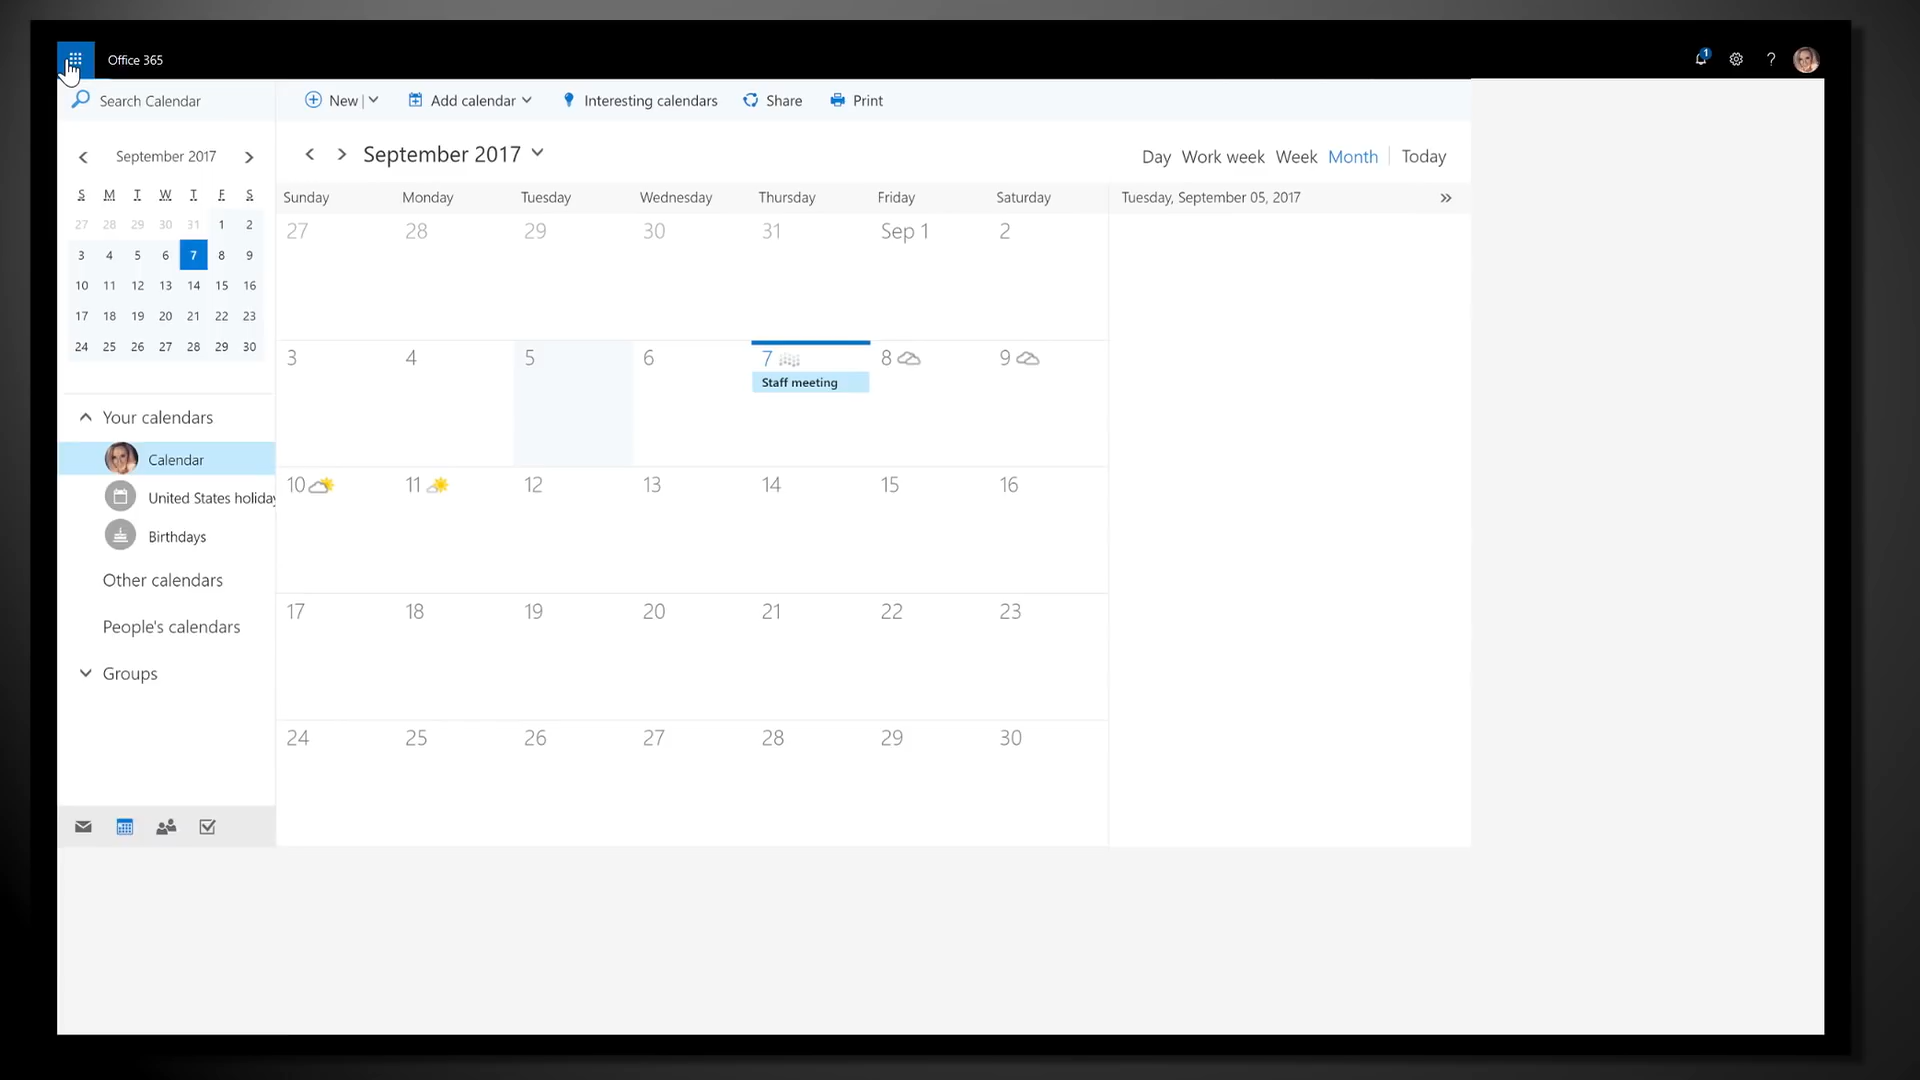 Office 365
1
?
Search Calendar
New
Add calendar
Interesting calendars
Share
Print
September 2017
S M T W T F S
27 28 29 30 31 1 2
3 4 5 6 7 8 9
10 11 12 13 14 15 16
17 18 19 20 21 22 23
24 25 26 27 28 29 30
Your calendars
Calendar
United States holiday
Birthdays
Other calendars
People's calendars
Groups
September 2017
Day Work week Week Month Today
Sunday Monday Tuesday Wednesday Thursday Friday Saturday
Tuesday, September 05, 2017
27 28 29 30 31 Sep 1 2
3 4 5 6 7 8 9
Staff meeting
10 11 12 13 14 15 16
17 18 19 20 21 22 23
24 25 26 27 28 29 30